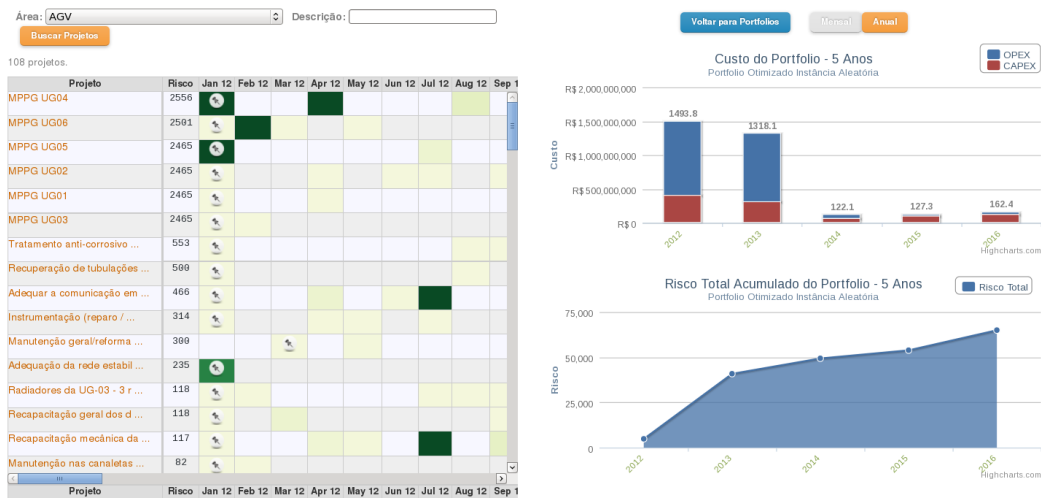 Área: AGV Descrição:
Buscar Projetos
108 projetos.
Projeto Risco Jan 12 Feb 12 Mar 12 Apr 12 May 12 Jun 12 Jul 12 Aug 12 Sep 1
MPPG UG04 2556
MPPG UG06 2501
MPPG UG05 2465
MPPG UG02 2465
MPPG UG01 2465
MPPG UG03 2465
Tratamento anti-corrosivo ... 553
Recuperação de tubulações ... 500
Adequar a comunicação em ... 466
Instrumentação (reparo / ... 314
Manutenção geral/reforma ... 300
Adequação da rede estabil ... 235
Radiadores da UG-03 - 3 r ... 118
Recapacitação geral dos d ... 118
Recapacitação mecânica da ... 117
Manutenção nas canaletas ... 82
Projeto Risco Jan 12 Feb 12 Mar 12 Apr 12 May 12 Jun 12 Jul 12 Aug 12 Sep 1
Voltar para Portfolios Mensal Anual
Custo do Portfolio - 5 Anos
Portfolio Otimizado Instância Aleatória
OPEX
CAPEX
Custo
R$ 2,000,000,000
R$ 1,500,000,000
R$ 1,000,000,000
R$ 500,000,000
R$ 0
1493.8 1318.1 122.1 127.3 162.4
2012 2013 2014 2015 2016
Highcharts.com
Risco Total Acumulado do Portfolio - 5 Anos
Portfolio Otimizado Instância Aleatória
Risco Total
Risco
75,000
50,000
25,000
0
2012 2013 2014 2015 2016
Highcharts.com